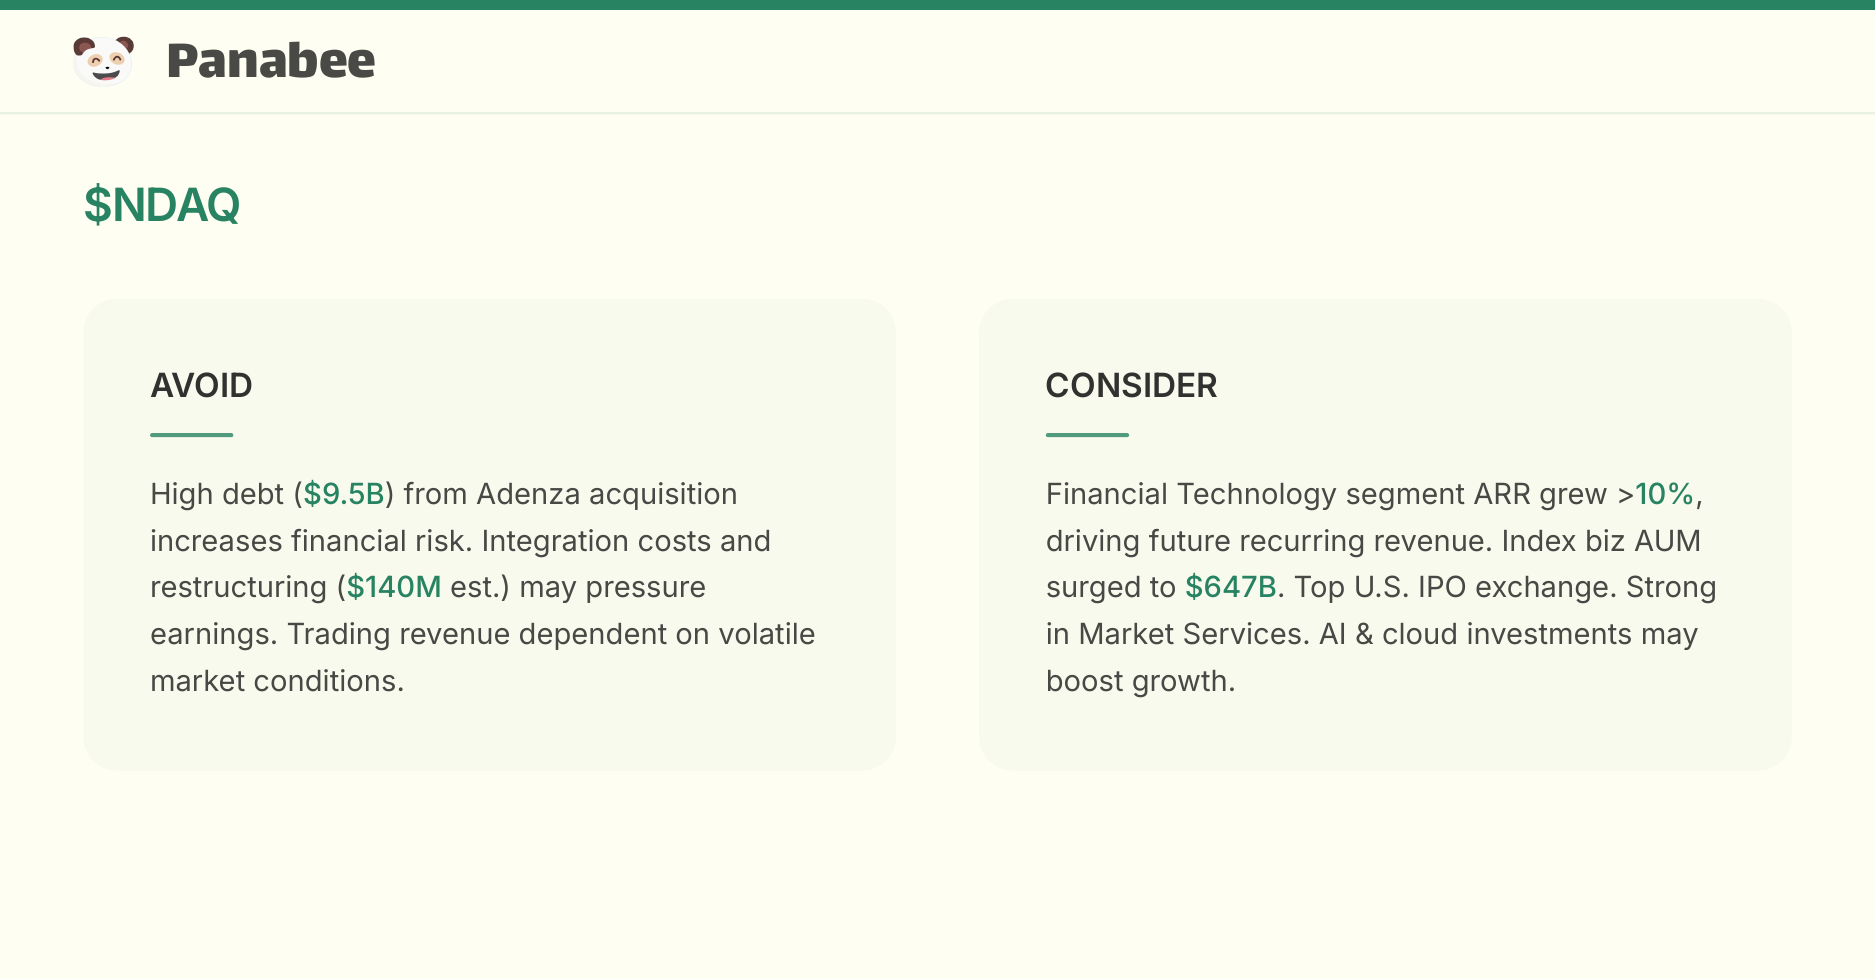 Panabee
$NDAQ
AVOID
High debt ($9.5B) from Adenza acquisition
increases financial risk. Integration costs and
restructuring ($140M est.) may pressure
earnings. Trading revenue dependent on volatile
market conditions.
CONSIDER
Financial Technology segment ARR grew >10%,
driving future recurring revenue. Index biz AUM
surged to $647B. Top U.S. IPO exchange. Strong
in Market Services. AI & cloud investments may
boost growth.